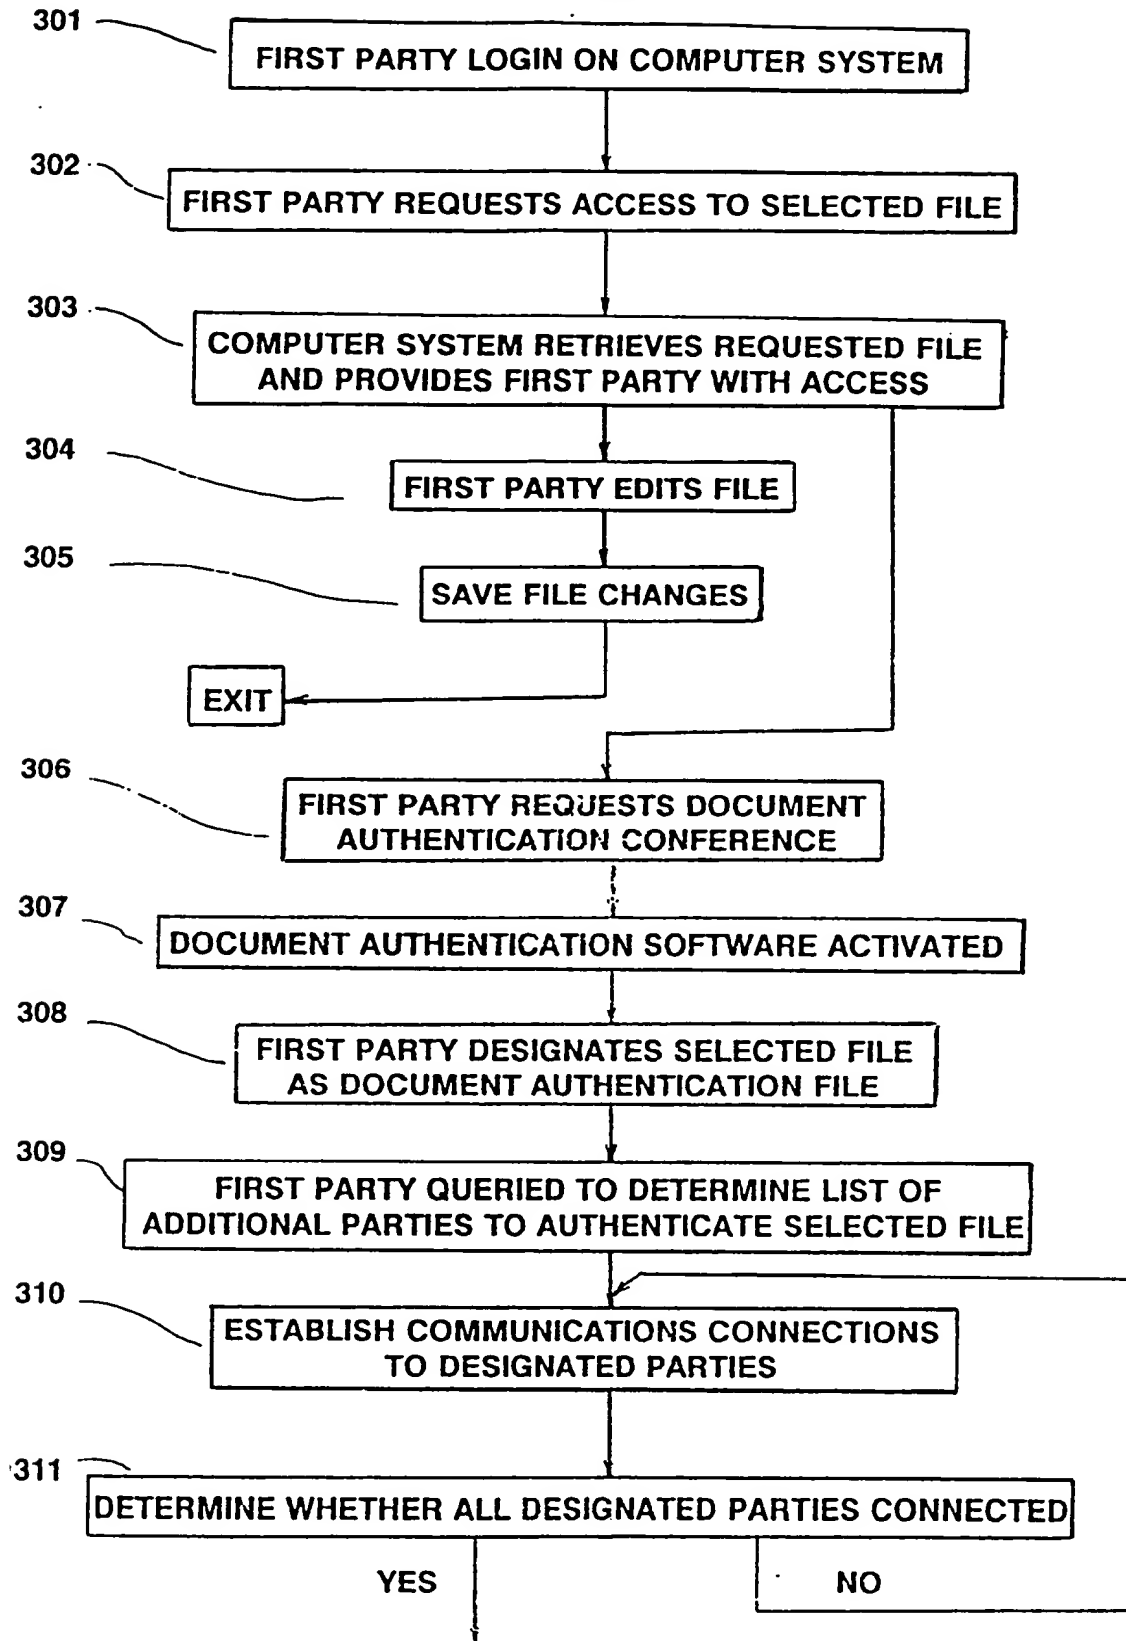 301
FIRST PARTY LOGIN ON COMPUTER SYSTEM
302
FIRST PARTY REQUESTS ACCESS TO SELECTED FILE
303
COMPUTER SYSTEM RETRIEVES REQUESTED FILE
AND PROVIDES FIRST PARTY WITH ACCESS
304
FIRST PARTY EDITS FILE
305
SAVE FILE CHANGES
EXIT
306
FIRST PARTY REQUESTS DOCUMENT
AUTHENTICATION CONFERENCE
307
DOCUMENT AUTHENTICATION SOFTWARE ACTIVATED
308
FIRST PARTY DESIGNATES SELECTED FILE
AS DOCUMENT AUTHENTICATION FILE
309
FIRST PARTY QUERIED TO DETERMINE LIST OF
ADDITIONAL PARTIES TO AUTHENTICATE SELECTED FILE
310
ESTABLISH COMMUNICATIONS CONNECTIONS
TO DESIGNATED PARTIES
311
DETERMINE WHETHER ALL DESIGNATED PARTIES CONNECTED
YES
NO